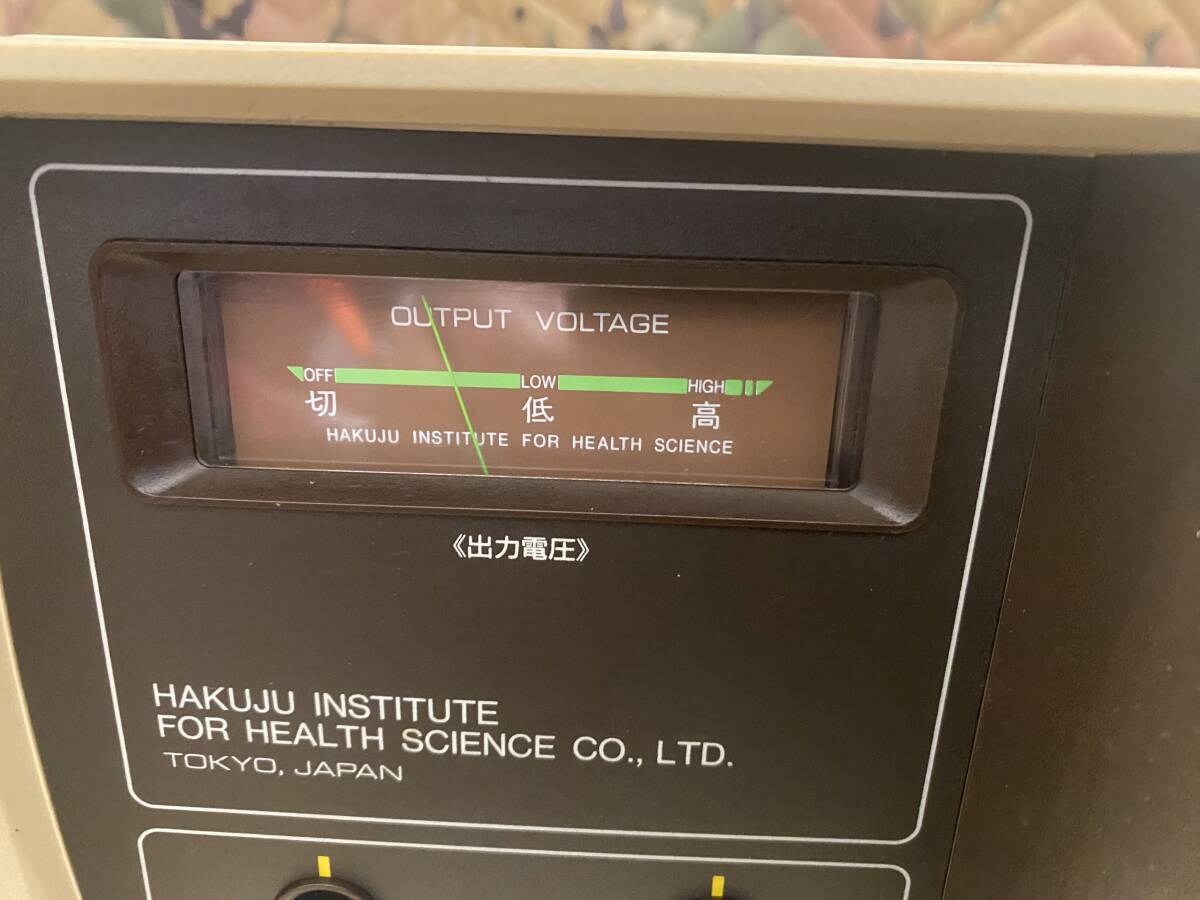 OUTPUT VOLTAGE
OFF LOW HIGH
切 低 高
HAKUJU INSTITUTE FOR HEALTH SCIENCE
《出力電圧》
HAKUJU INSTITUTE
FOR HEALTH SCIENCE CO., LTD.
TOKYO, JAPAN